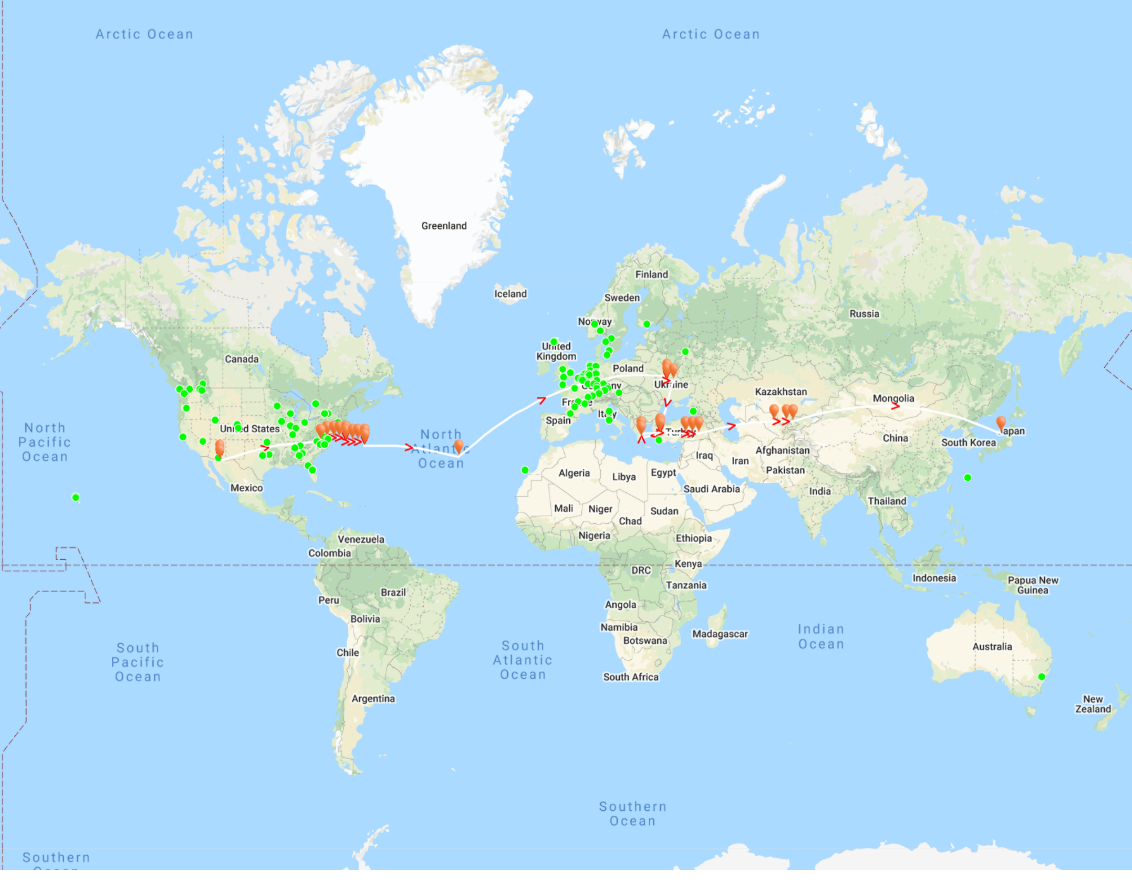 Arctic Ocean
Arctic Ocean
Greenland
Finland
Iceland
Sweden
Russia
Norway
United
Kingdom
Canada
Poland
Ukraine
Kazakhstan
Mongolia
Spain
Italy
North
Pacific
Ocean
United States
North
Atlantic
Ocean
Turkey
South Korea
Japan
China
Iraq
Iran
Afghanistan
Pakistan
Mexico
Algeria
Libya
Egypt
Saudi Arabia
India
Thailand
Mali
Niger
Chad
Sudan
Nigeria
Ethiopia
Venezuela
Colombia
DRC
Kenya
Tanzania
Indonesia
Papua New
Guinea
Brazil
Peru
Bolivia
Angola
Namibia
Botswana
Madagascar
Indian
Ocean
South
Pacific
Ocean
Chile
South
Atlantic
Ocean
South Africa
Australia
Argentina
New
Zealand
Southern
Ocean
Southern
Ocean